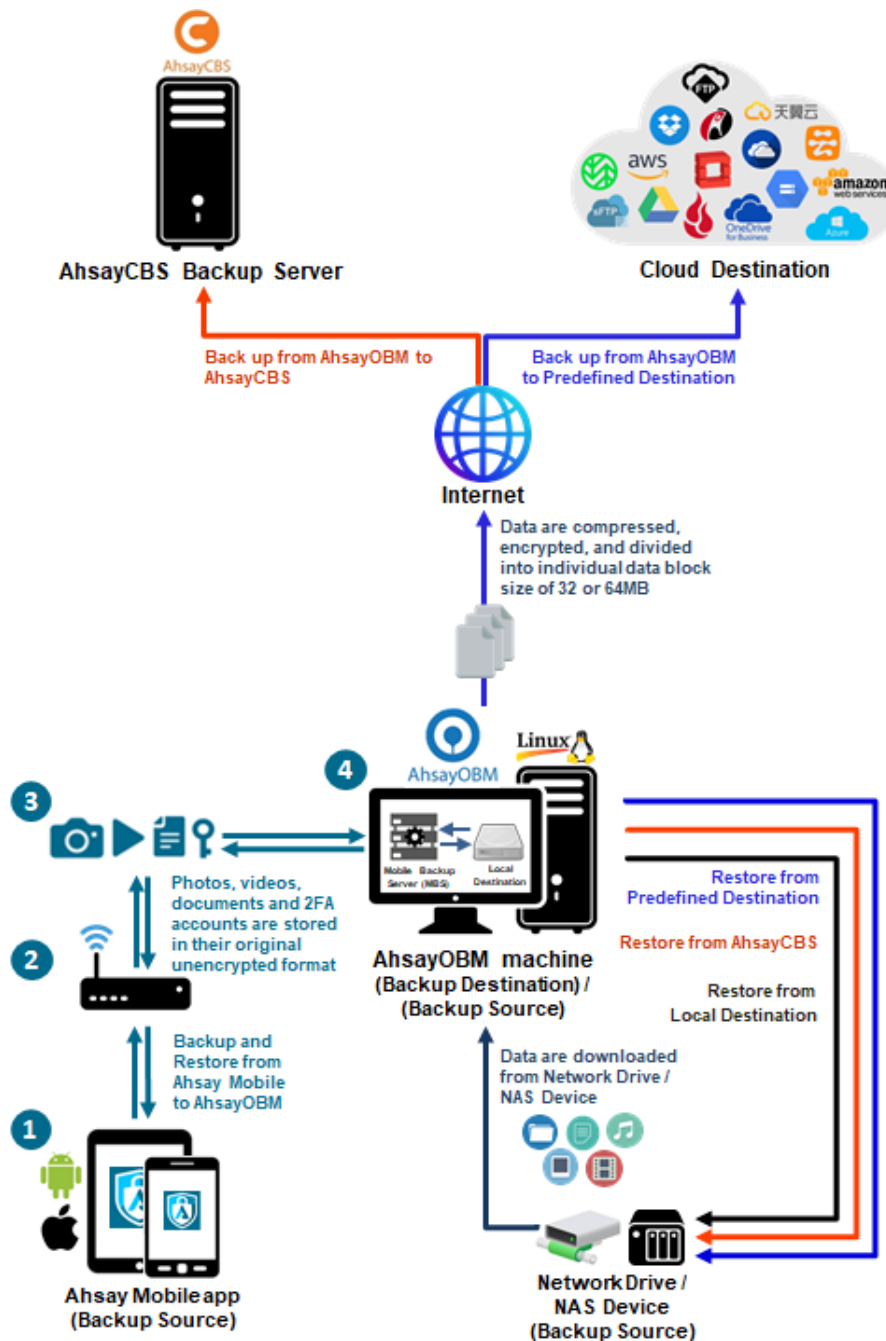 AhsayCBS
AhsayCBS Backup Server
FTP
天翼云
aws
sFTP
OneDrive
for Business
amazon
web services
Azure
Cloud Destination
Back up from AhsayOBM to
AhsayCBS
Back up from AhsayOBM
to Predefined Destination
Internet
Data are compressed,
encrypted, and divided
into individual data block
size of 32 or 64MB
4
AhsayOBM
Linux
Mobile Backup
Server (MBS)
Local
Destination
AhsayOBM machine
(Backup Destination) /
(Backup Source)
3
Photos, videos,
documents and 2FA
accounts are stored
in their original
unencrypted format
2
Backup and
Restore from
Ahsay Mobile
to AhsayOBM
1
Ahsay Mobile app
(Backup Source)
Restore from
Predefined Destination
Restore from AhsayCBS
Restore from
Local Destination
Data are downloaded
from Network Drive /
NAS Device
Network Drive /
NAS Device
(Backup Source)